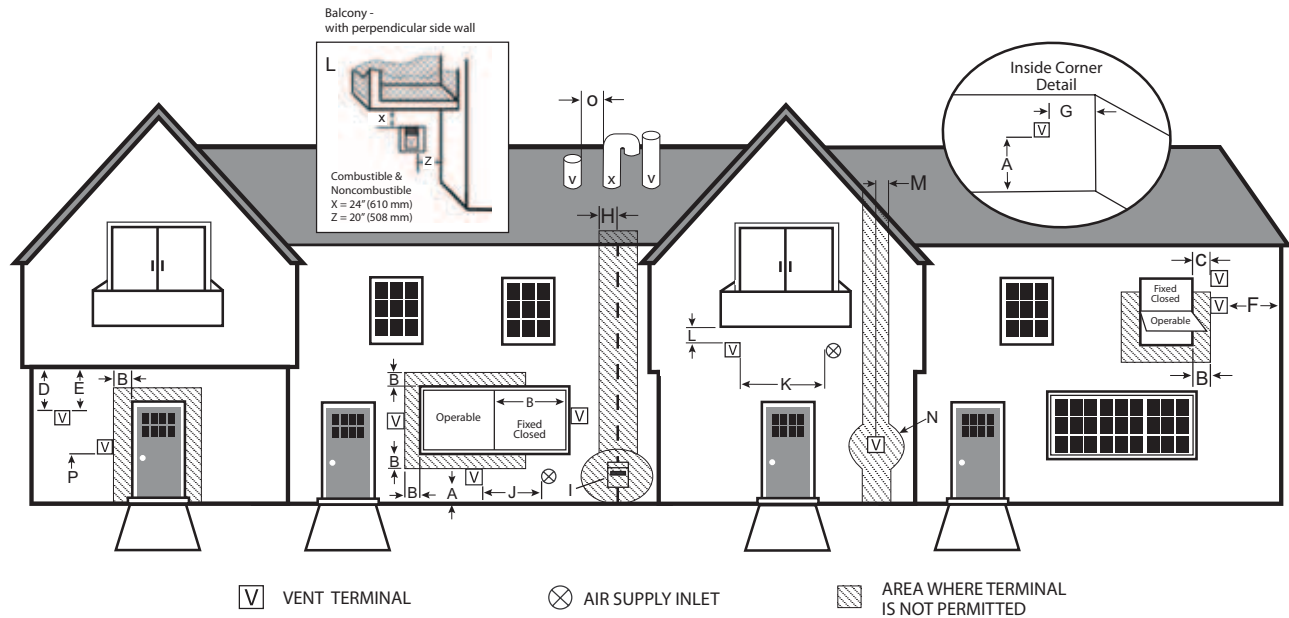 Balcony -
with perpendicular side wall
L
X
Z
Combustible &
Noncombustible
X = 24" (610 mm)
Z = 20" (508 mm)
O
V
X
V
Inside Corner
Detail
G
V
A
H
M
C
V
Fixed
Closed
V
F
Operable
B
L
V
K
D
E
B
V
V
P
B
V
Operable
B
Fixed
Closed
V
B
V
B
A
J
I
N
V
V VENT TERMINAL
AIR SUPPLY INLET
AREA WHERE TERMINAL
IS NOT PERMITTED